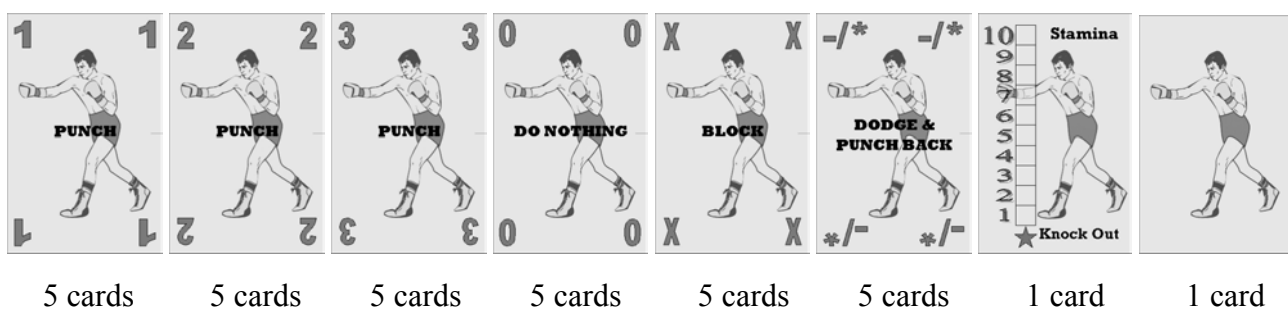 1 1
PUNCH
1 1
5 cards
2 2
PUNCH
2 2
5 cards
3 3
PUNCH
3 3
5 cards
0 0
DO NOTHING
0 0
5 cards
X X
BLOCK
X X
5 cards
-/* -/*
DODGE &
PUNCH BACK
*/- */-
5 cards
10 Stamina
9
8
7
6
5
4
3
2
1
Knock Out
1 card
1 card